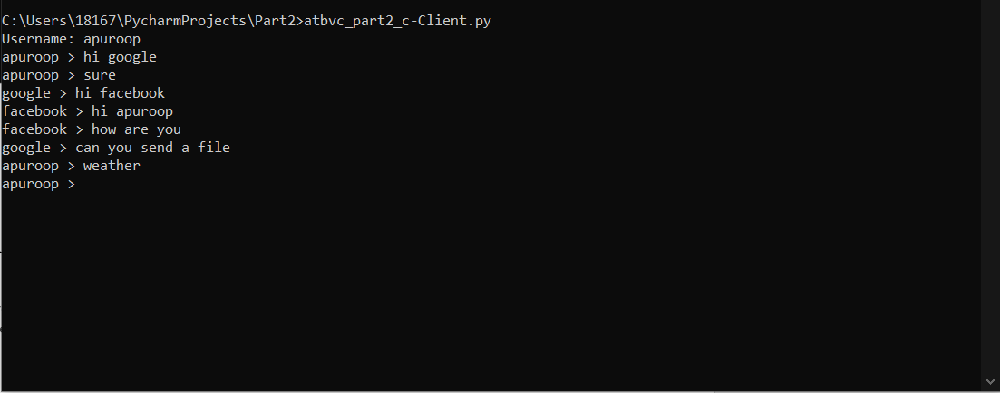 C:\Users\18167\PycharmProjects\Part2>atbvc_part2_c-Client.py
Username: apuroop
apuroop > hi google
apuroop > sure
google > hi facebook
facebook > hi apuroop
facebook > how are you
google > can you send a file
apuroop > weather
apuroop >